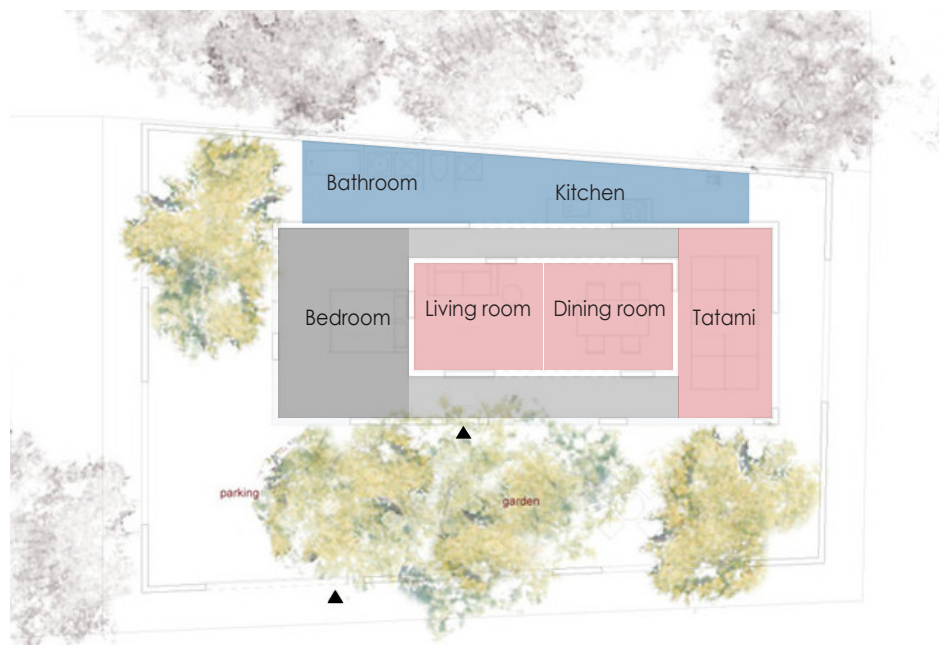 Bathroom
Kitchen
Bedroom
Living room
Dining room
Tatami
parking
garden